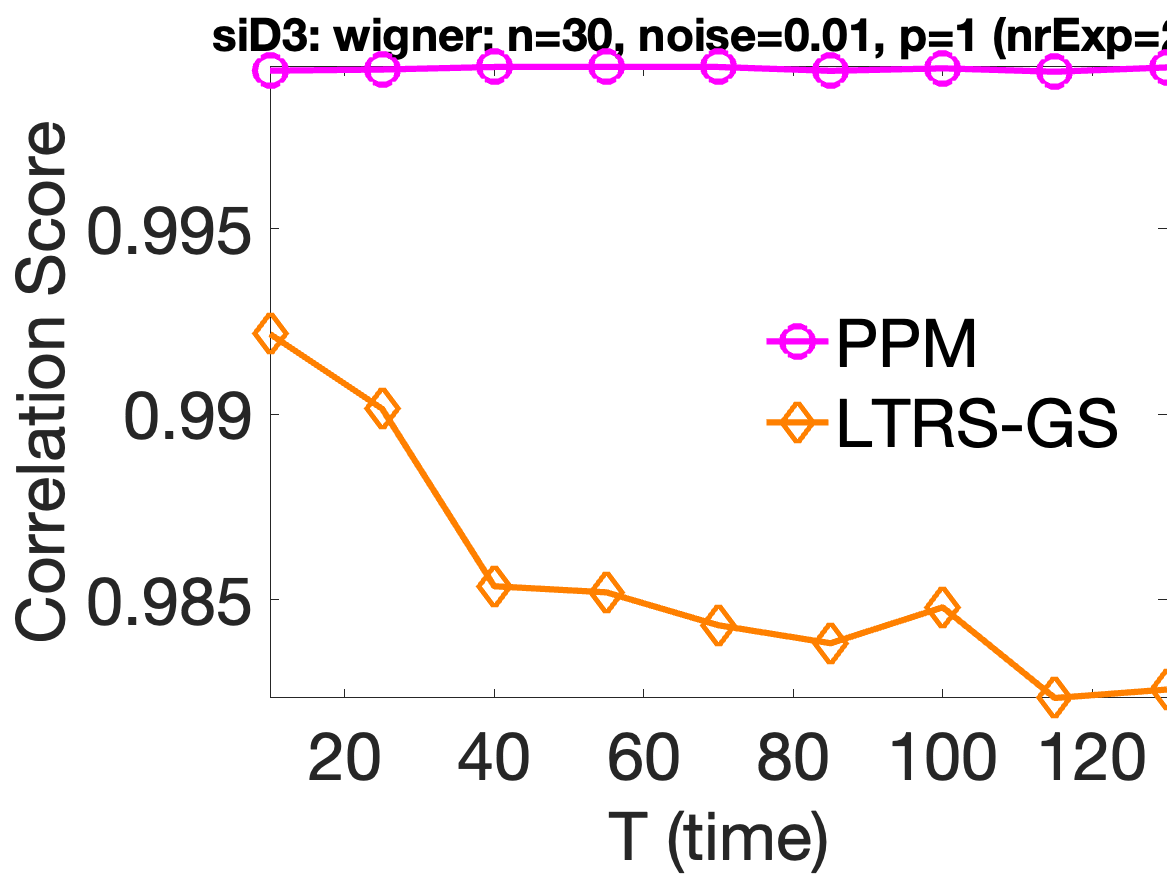 siD3: wigner: n=30, noise=0.01, p=1 (nrExp=
Correlation Score
0.995
0.99
0.985
PPM
LTRS-GS
20 40 60 80 100 120
T (time)